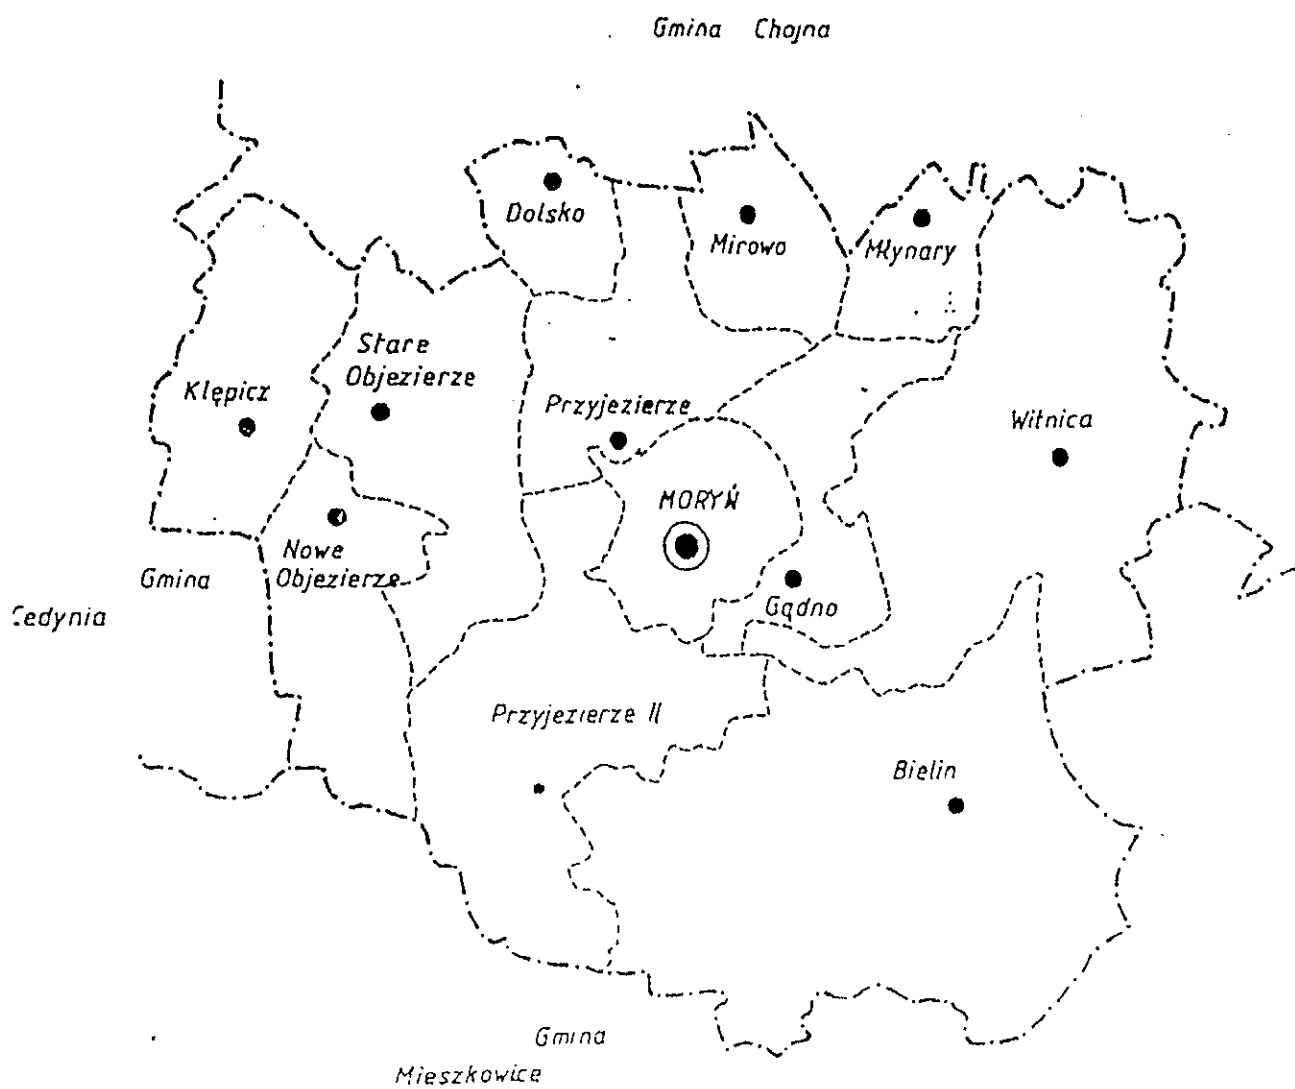 Gmina Chojna
Dolsko
Mirowo
Młynary
Stare
Objezierze
Klępicz
Przyjezierze
Witnica
MORYŃ
Nowe
Objezierze
Gmina
Cedynia
Gądno
Przyjezierze II
Bielin
Gmina
Mieszkowice